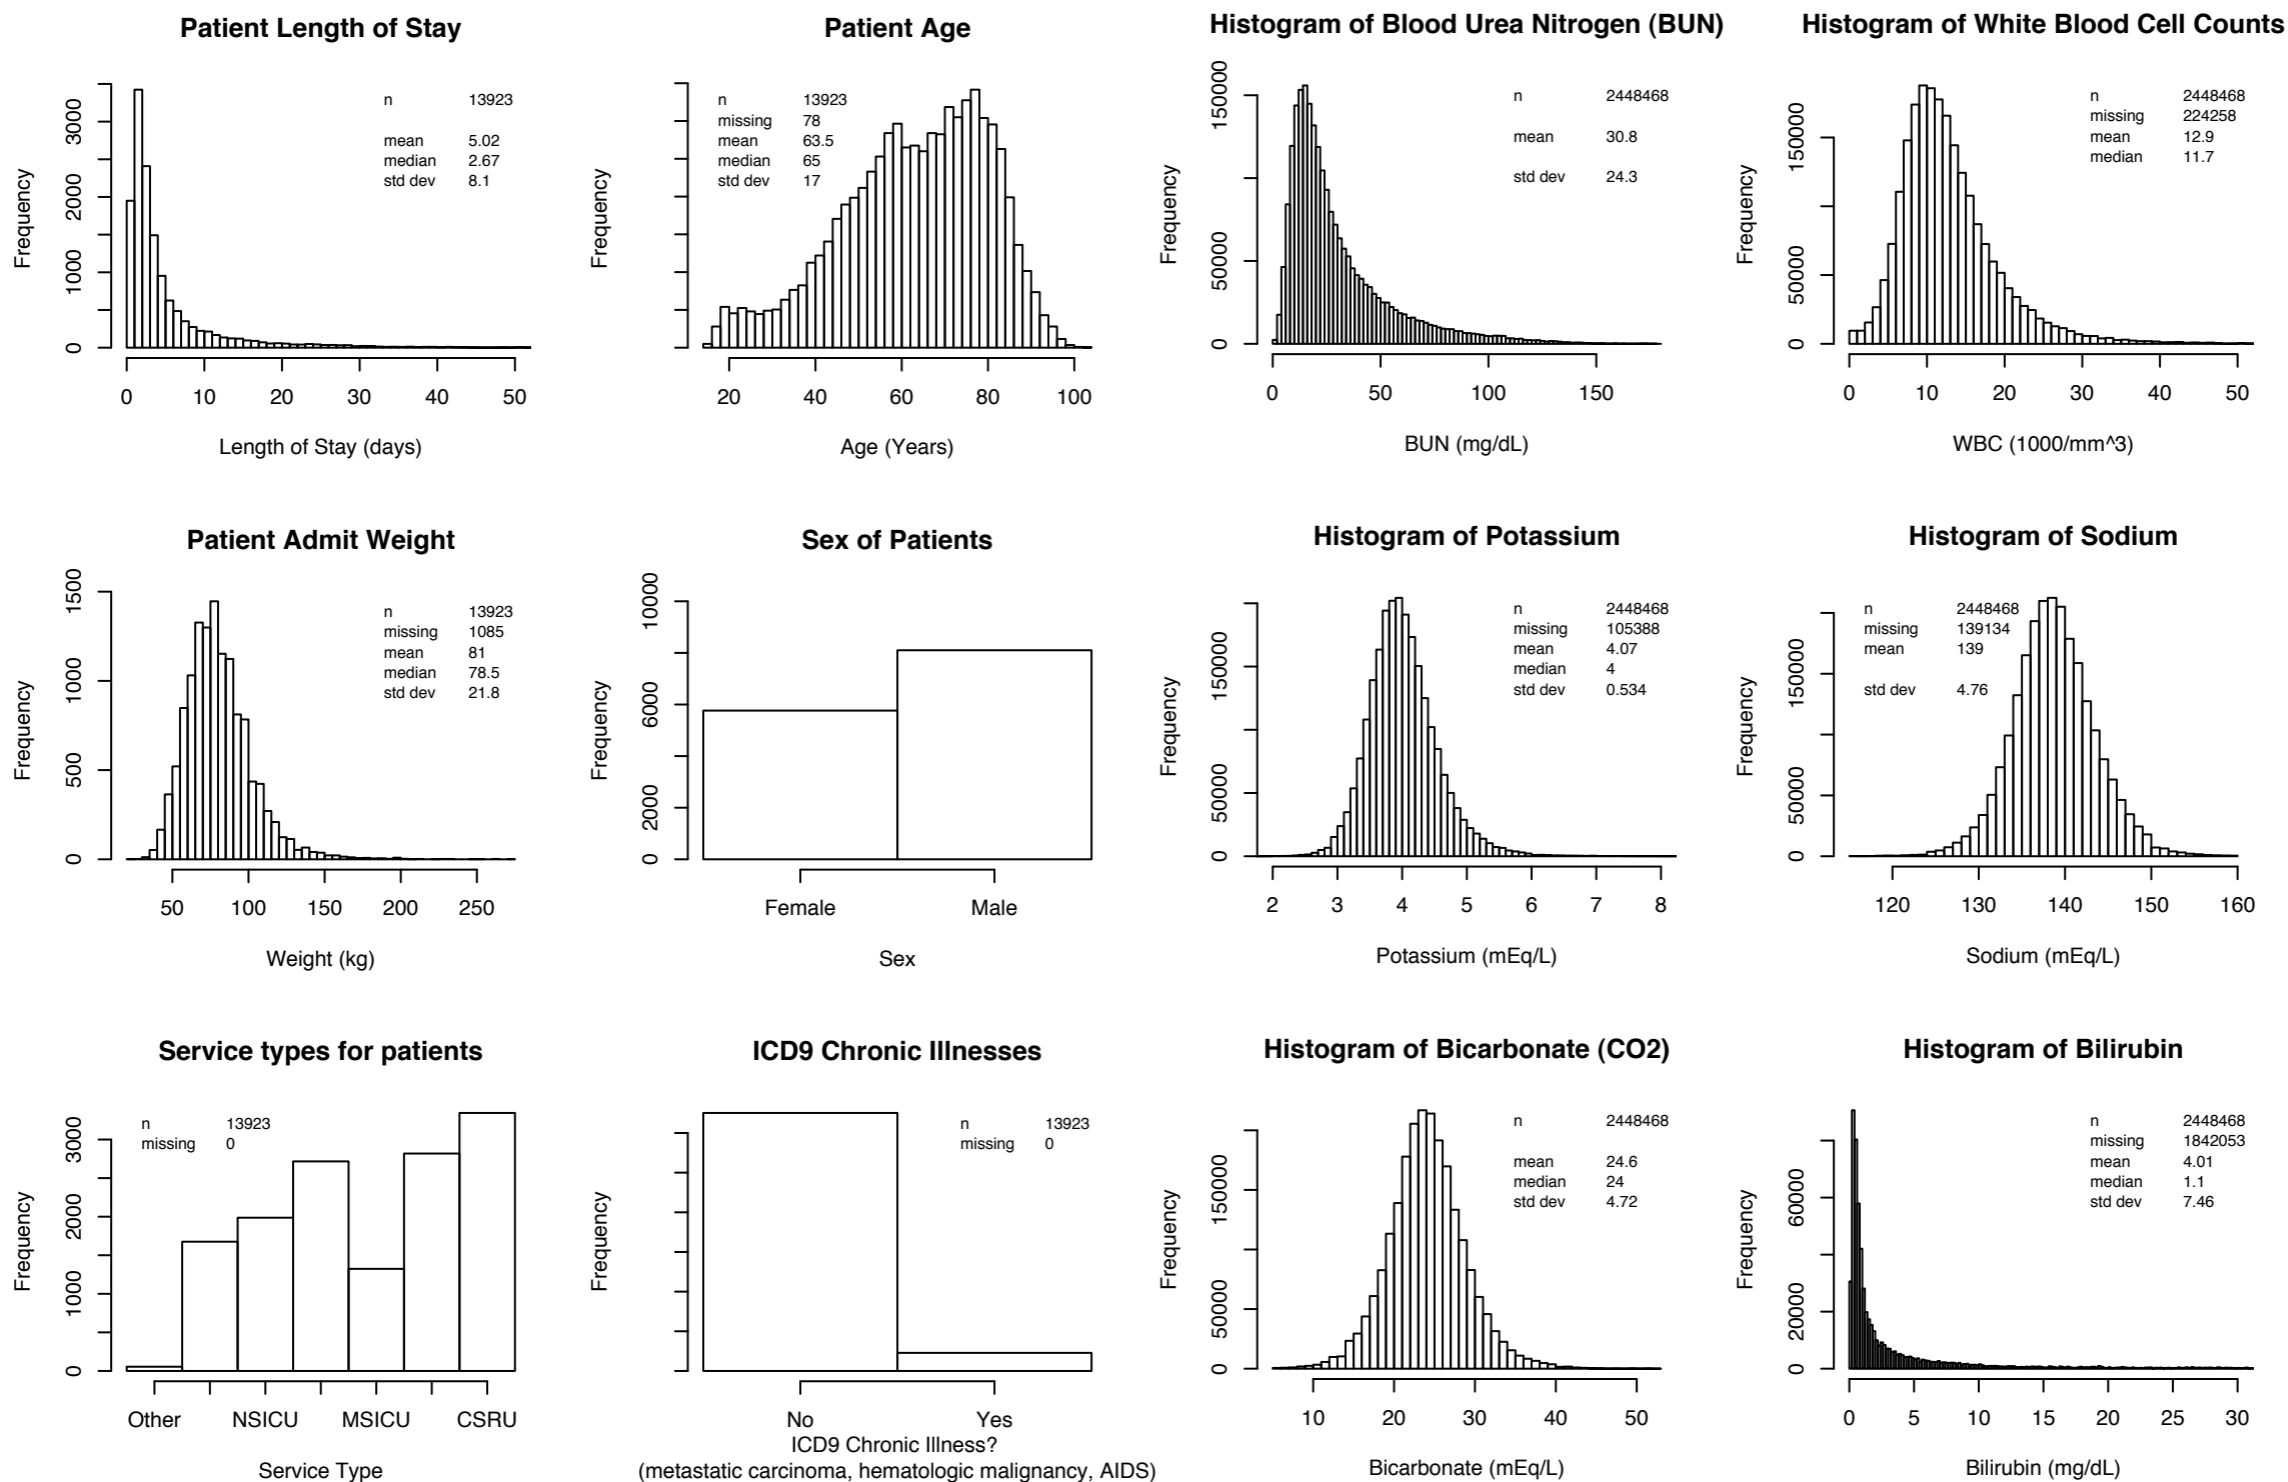 Patient Length of Stay
Frequency
0 1000 2000 3000
n 13923
mean 5.02
median 2.67
std dev 8.1
0 10 20 30 40 50
Length of Stay (days)
Patient Age
Frequency
n 13923
missing 78
mean 63.5
median 65
std dev 17
20 40 60 80 100
Age (Years)
Histogram of Blood Urea Nitrogen (BUN)
Frequency
0 50000 150000
n 2448468
mean 30.8
std dev 24.3
0 50 100 150
BUN (mg/dL)
Histogram of White Blood Cell Counts
Frequency
0 50000 150000
n 2448468
missing 224258
mean 12.9
median 11.7
0 10 20 30 40 50
WBC (1000/mm^3)
Patient Admit Weight
Frequency
0 500 1000 1500
n 13923
missing 1085
mean 81
median 78.5
std dev 21.8
50 100 150 200 250
Weight (kg)
Sex of Patients
Frequency
0 2000 6000 10000
Female Male
Sex
Histogram of Potassium
Frequency
0 50000 150000
n 2448468
missing 105388
mean 4.07
median 4
std dev 0.534
2 3 4 5 6 7 8
Potassium (mEq/L)
Histogram of Sodium
Frequency
0 50000 150000
n 2448468
missing 139134
mean 139
std dev 4.76
120 130 140 150 160
Sodium (mEq/L)
Service types for patients
Frequency
0 1000 2000 3000
n 13923
missing 0
Other NSICU MSICU CSRU
Service Type
ICD9 Chronic Illnesses
Frequency
n 13923
missing 0
No Yes
ICD9 Chronic Illness?
(metastatic carcinoma, hematologic malignancy, AIDS)
Histogram of Bicarbonate (CO2)
Frequency
0 50000 150000
n 2448468
mean 24.6
median 24
std dev 4.72
10 20 30 40 50
Bicarbonate (mEq/L)
Histogram of Bilirubin
Frequency
0 20000 60000
n 2448468
missing 1842053
mean 4.01
median 1.1
std dev 7.46
0 5 10 15 20 25 30
Bilirubin (mg/dL)